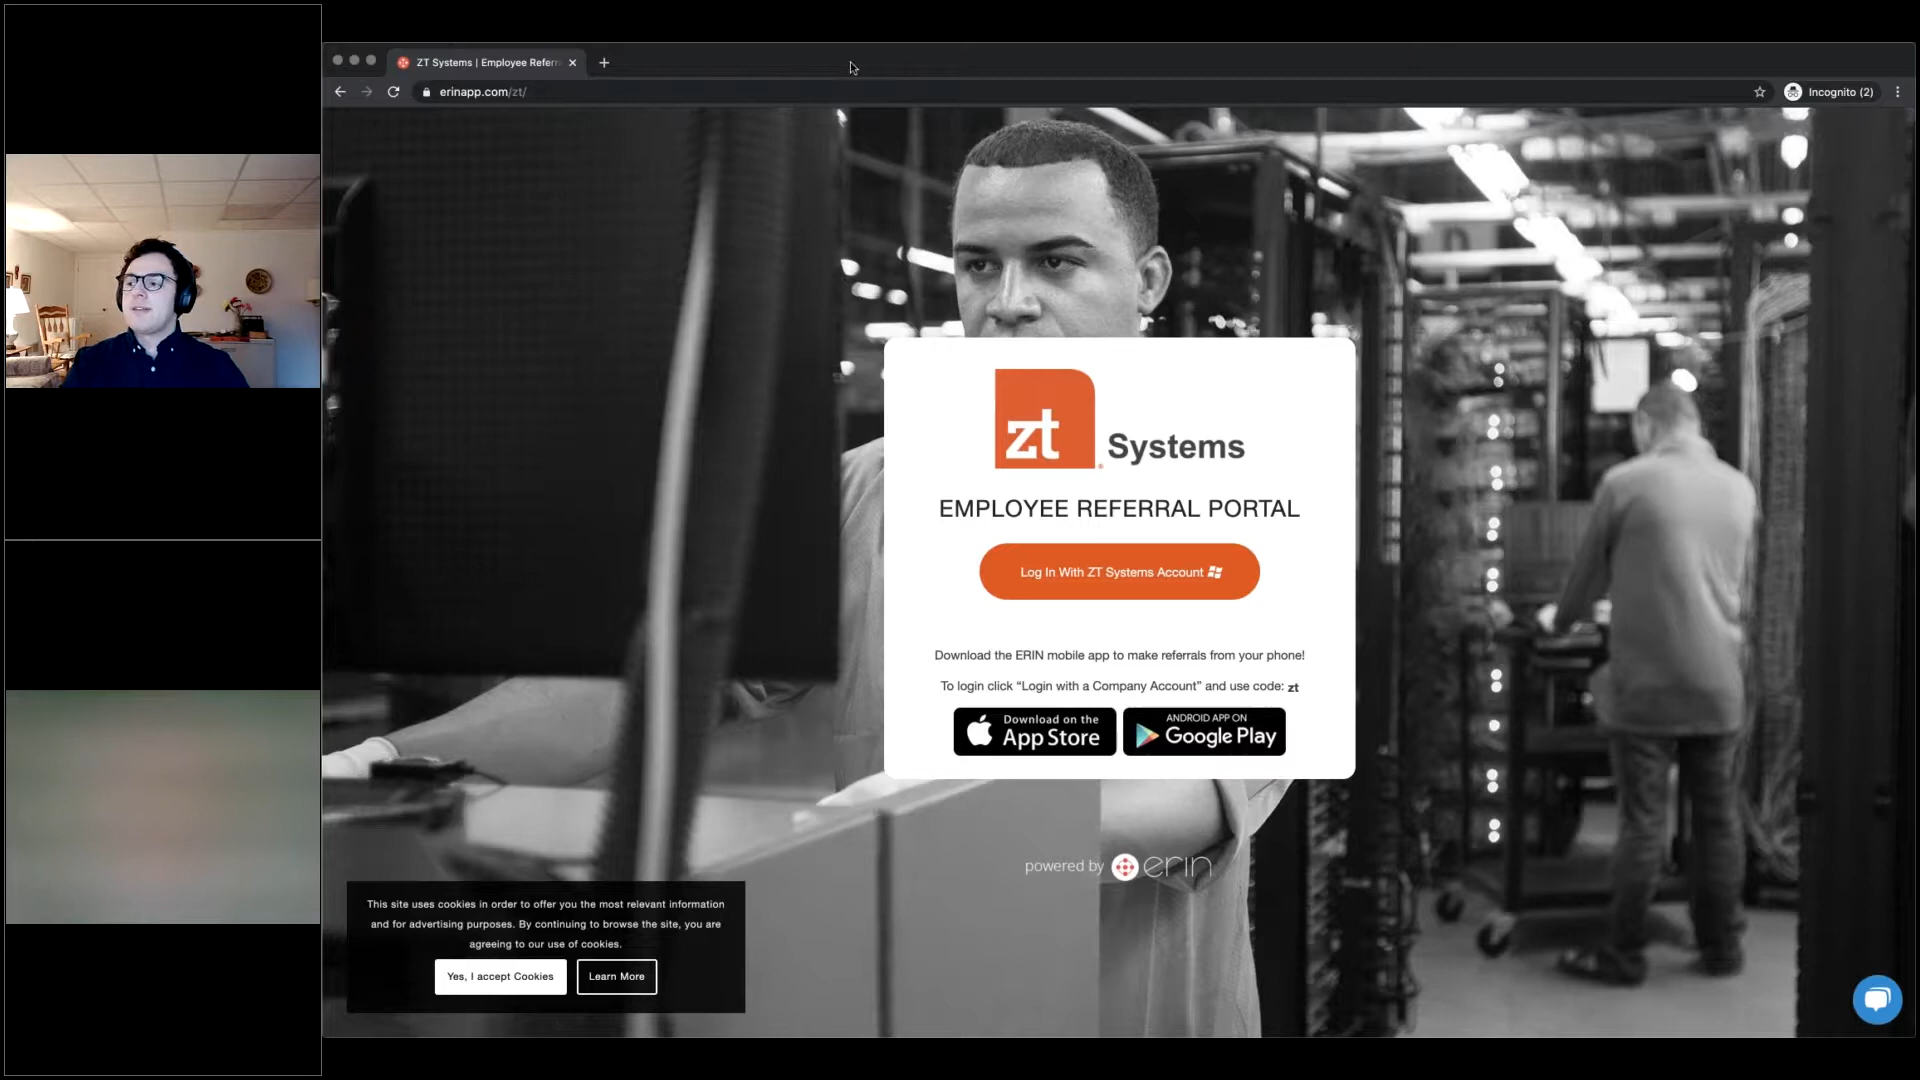 ZT Systems | Employee Referr
erinapp.com/zt/
Incognito (2)
zt Systems
EMPLOYEE REFERRAL PORTAL
Log In With ZT Systems Account
Download the ERIN mobile app to make referrals from your phone!
To login click “Login with a Company Account” and use code: zt
Download on the
App Store
ANDROID APP ON
Google Play
powered by erin
This site uses cookies in order to offer you the most relevant information
and for advertising purposes. By continuing to browse the site, you are
agreeing to our use of cookies.
Yes, I accept Cookies
Learn More